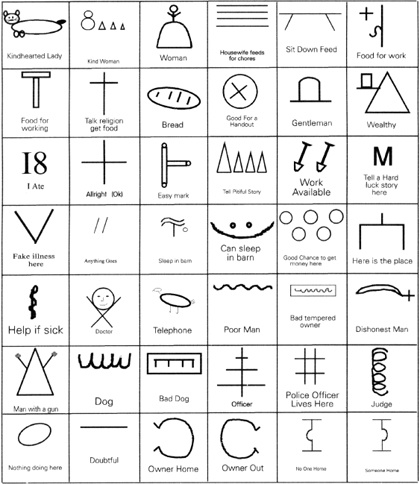 Kindhearted Lady
Kind Woman
Woman
Housewife feeds
for chores
Sit Down Feed
Food for work
Food for
working
Talk religion
get food
Bread
Good For a
Handout
Gentleman
Wealthy
18
I Ate
Allright (Ok)
Easy mark
Tell Pitiful Story
Work
Available
M
Tell a Hard
luck story
here
Fake illness
here
Anything Goes
Sleep in barn
Can sleep
in barn
Good Chance to get
money here
Here is the place
Help if sick
Doctor
Telephone
Poor Man
Bad tempered
owner
Dishonest Man
Man with a gun
Dog
Bad Dog
Officer
Police Officer
Lives Here
Judge
Nothing doing here
Doubtful
Owner Home
Owner Out
No One Home
Someone Home